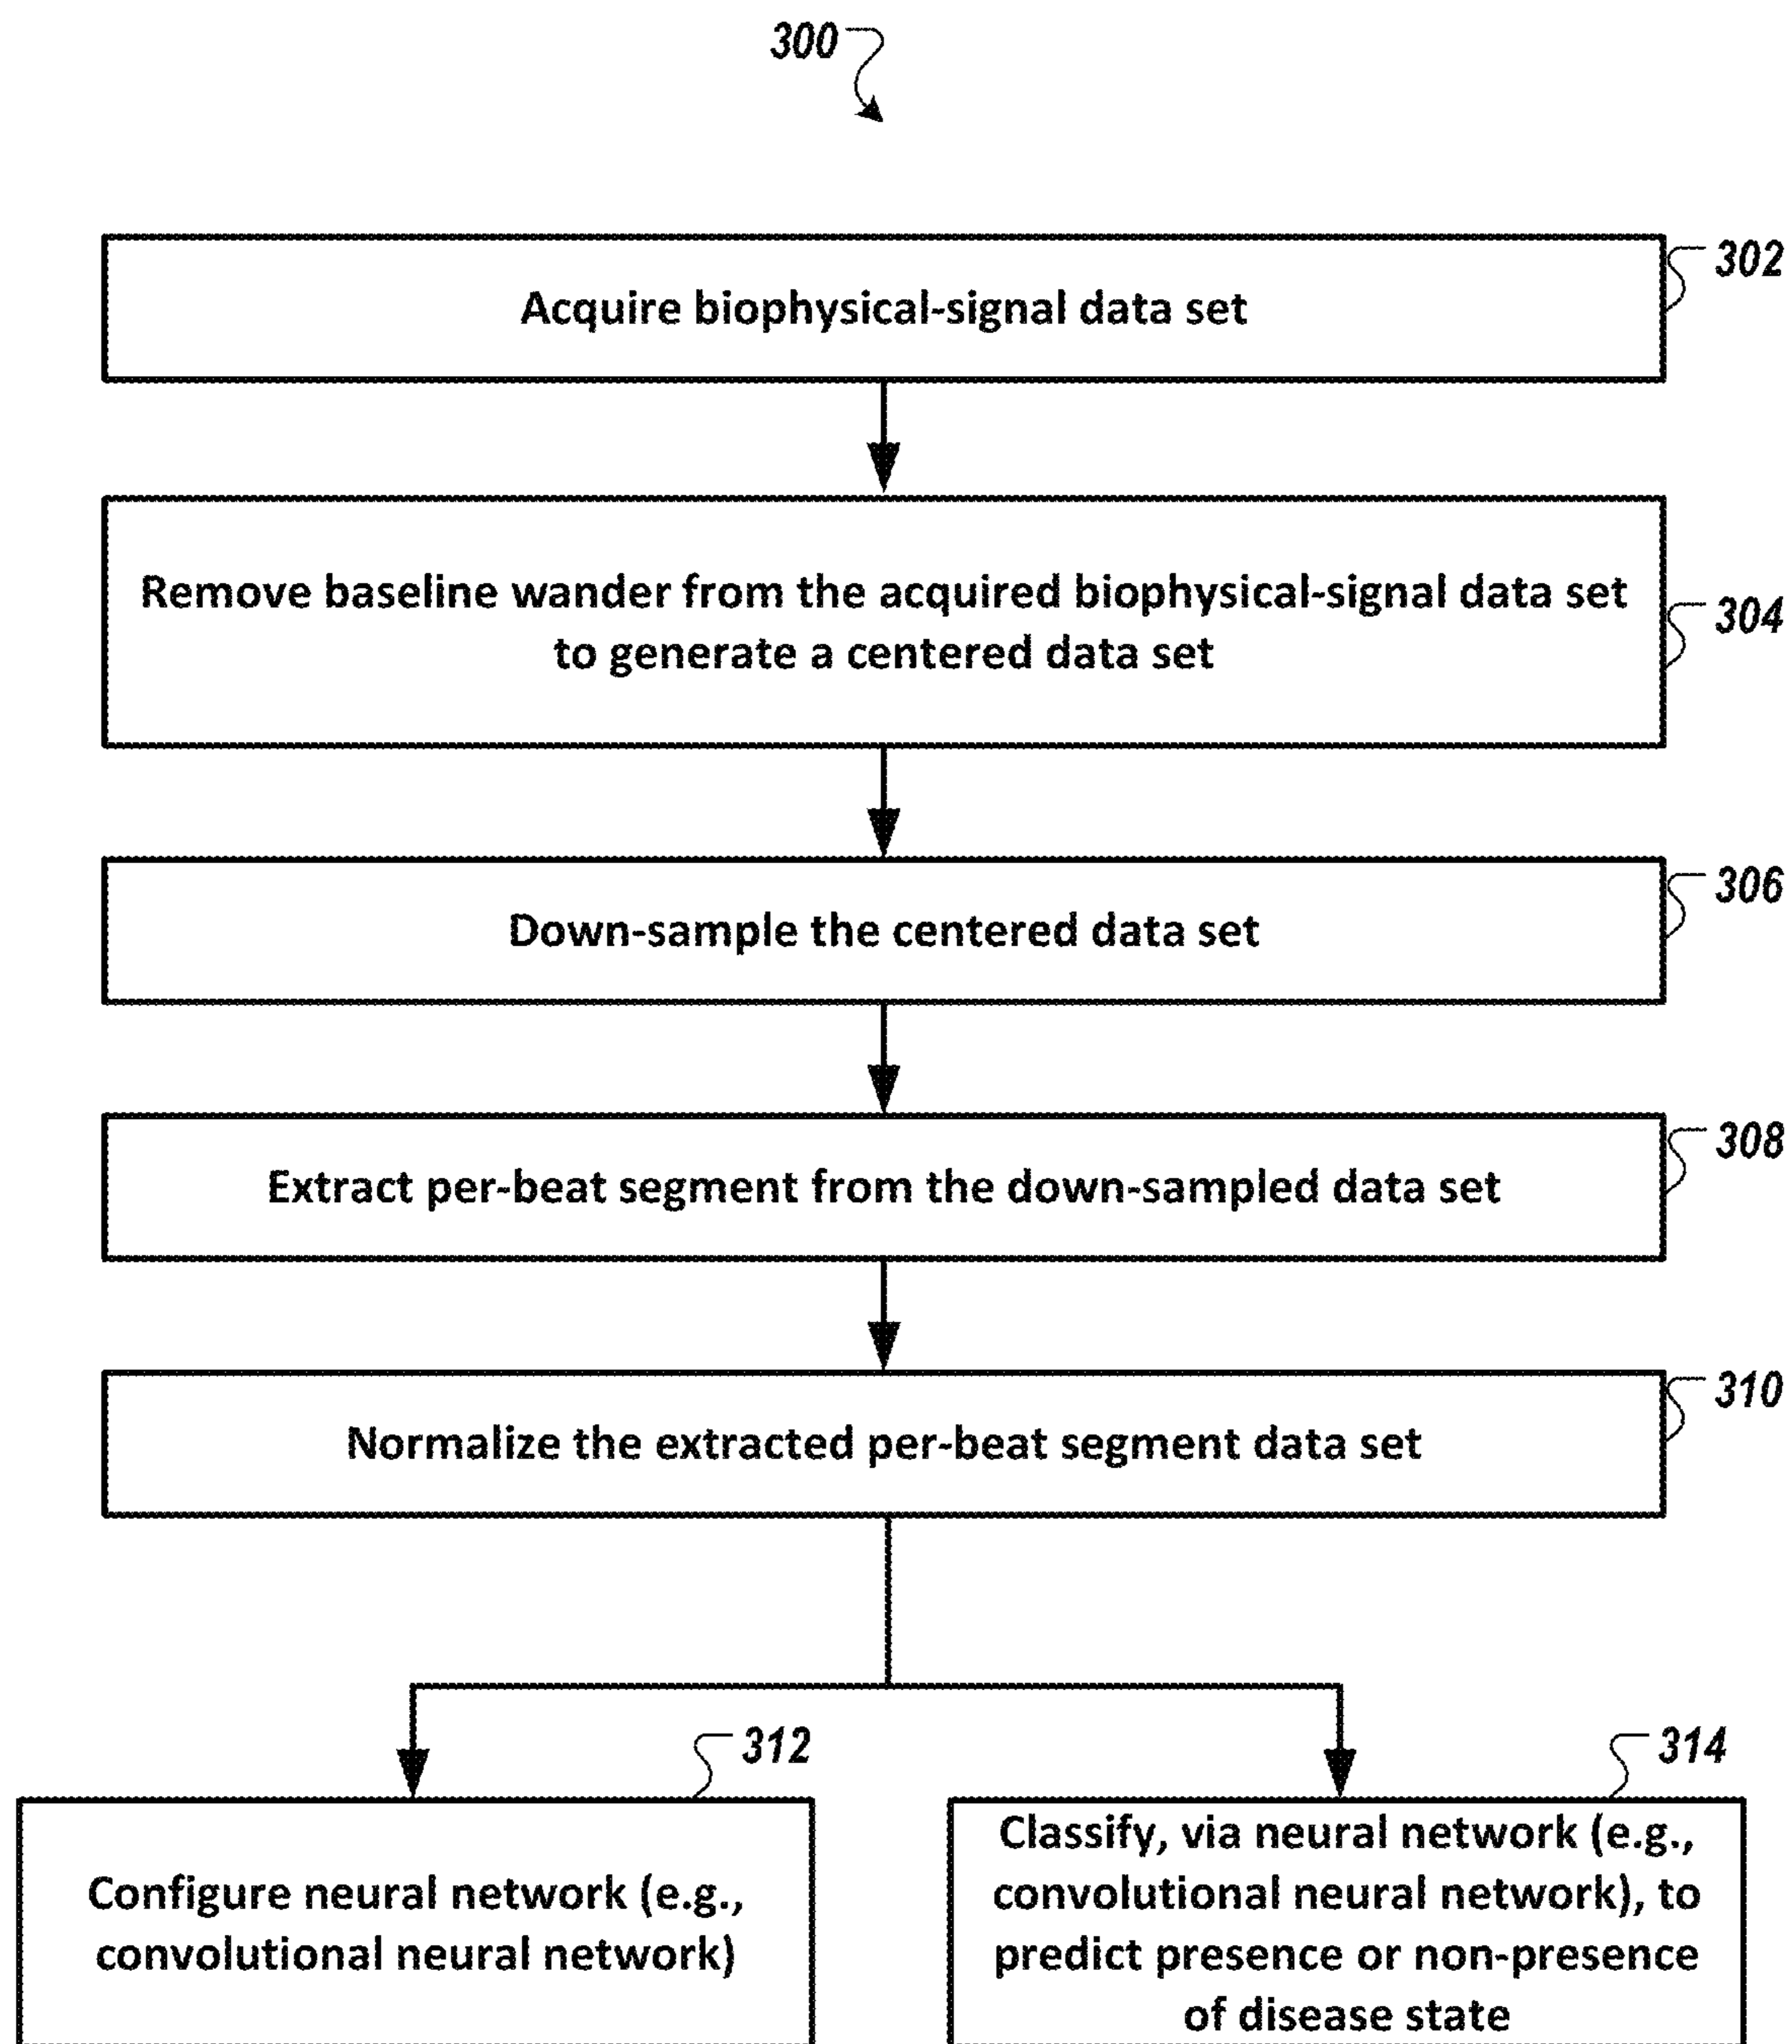 300
302
Acquire biophysical-signal data set
Remove baseline wander from the acquired biophysical-signal data set
to generate a centered data set
304
306
Down-sample the centered data set
308
Extract per-beat segment from the down-sampled data set
310
Normalize the extracted per-beat segment data set
312
314
Configure neural network (e.g.,
convolutional neural network)
Classify, via neural network (e.g.,
convolutional neural network), to
predict presence or non-presence
of disease state